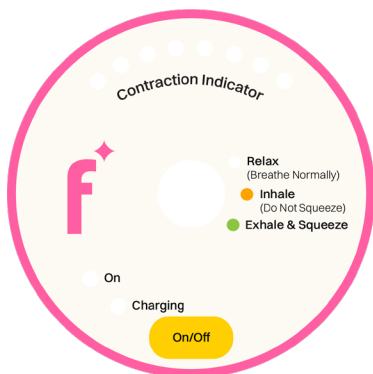 Contraction Indicator
f
Relax
(Breathe Normally)
Inhale
(Do Not Squeeze)
Exhale & Squeeze
On
Charging
On/Off